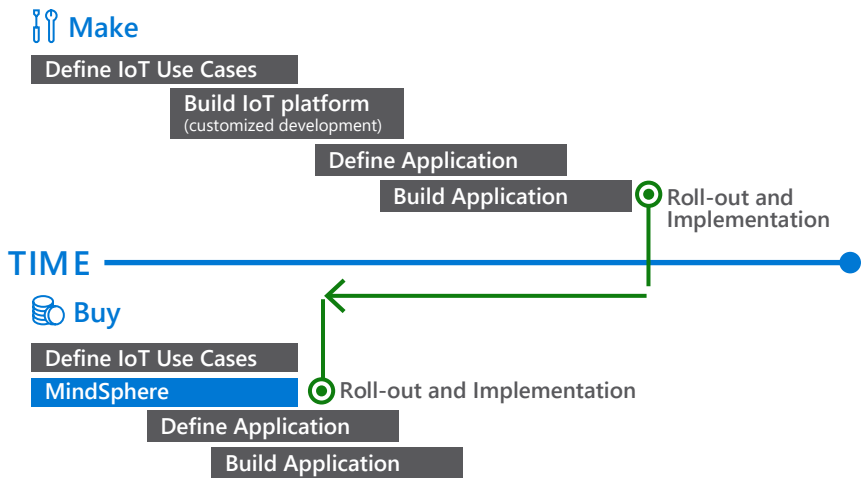 Make
Define IoT Use Cases
Build IoT platform
(customized development)
Define Application
Build Application
Roll-out and
Implementation
TIME
Buy
Define IoT Use Cases
MindSphere
Roll-out and Implementation
Define Application
Build Application